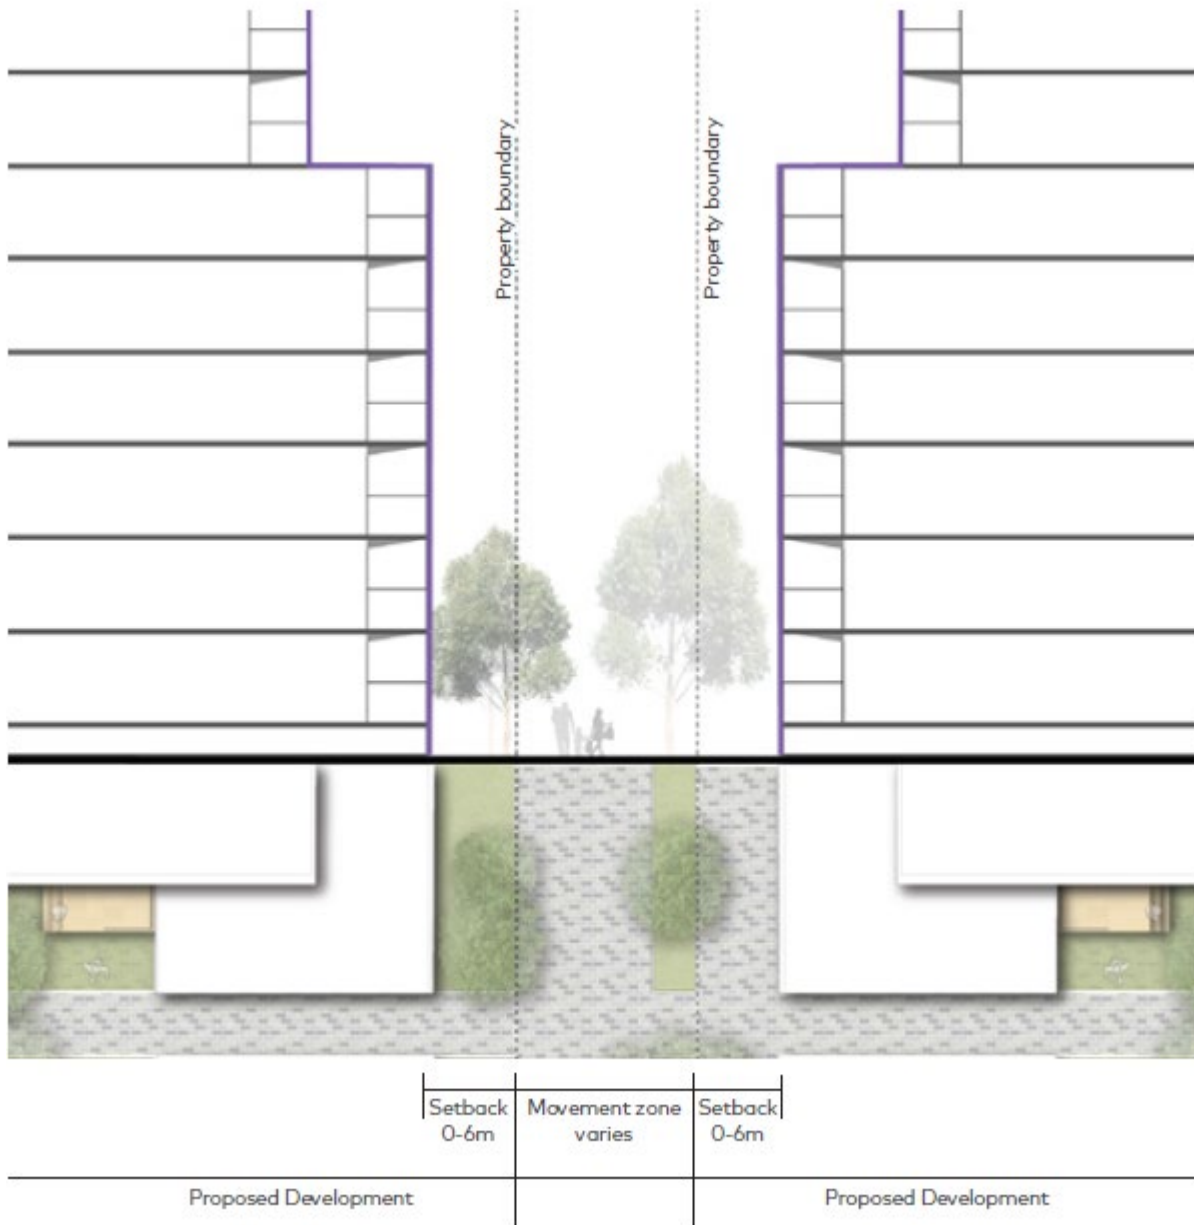 Property boundary
Property boundary
Setback
0-6m
Movement zone
varies
Setback
0-6m
Proposed Development
Proposed Development